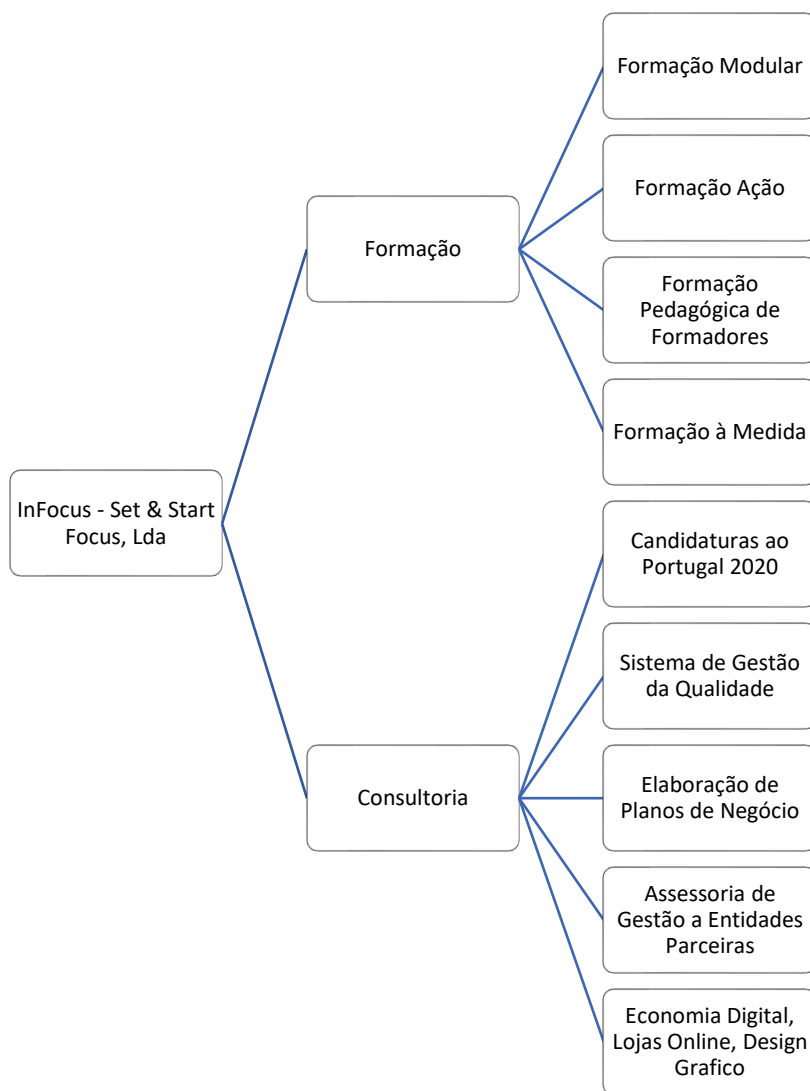 Formação Modular
Formação Ação
Formação
Formação
Pedagógica de
Formadores
Formação à Medida
InFocus - Set & Start
Focus, Lda
Candidaturas ao
Portugal 2020
Sistema de Gestão
da Qualidade
Consultoria
Elaboração de
Planos de Negócio
Assessoria de
Gestão a Entidades
Parceiras
Economia Digital,
Lojas Online, Design
Grafico